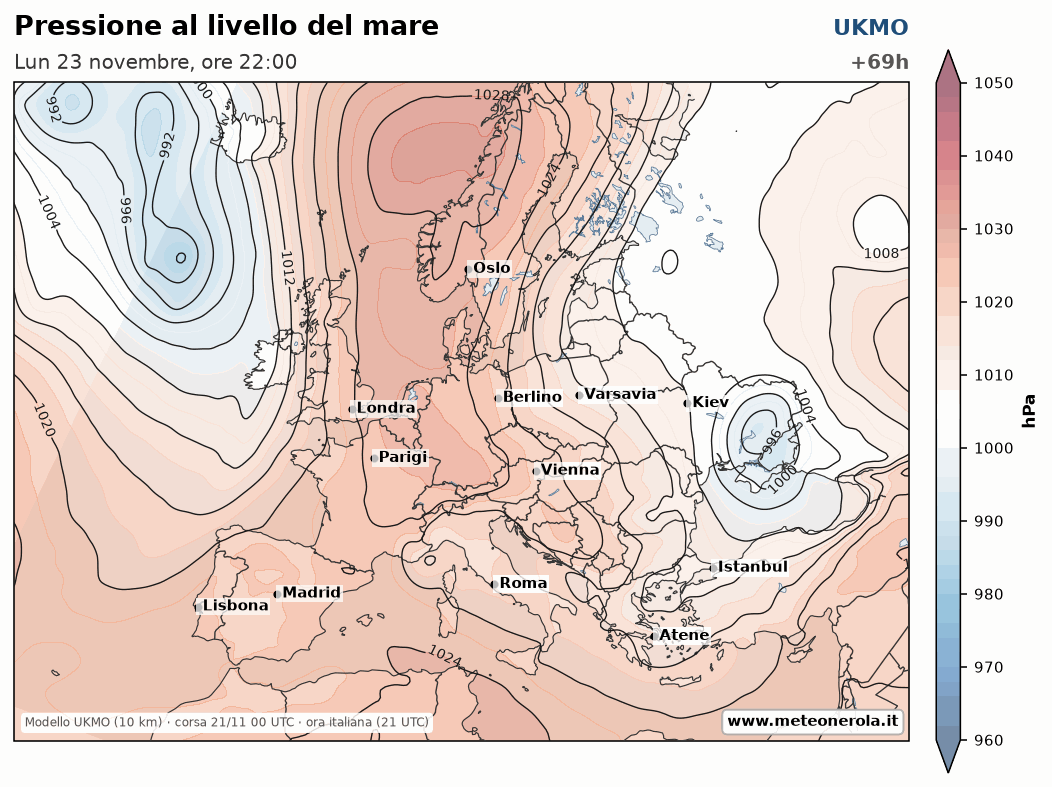 Pressione al livello del mare
UKMO
Lun 23 novembre, ore 22:00
+69h
992
992
996
1004
1012
1028
1024
1008
1020
1004
996
1000
1024
Oslo
Berlino
Varsavia
Kiev
Londra
Parigi
Vienna
Istanbul
Roma
Madrid
Lisbona
Atene
Modello UKMO (10 km) · corsa 21/11 00 UTC · ora italiana (21 UTC)
www.meteonerola.it
1050
1040
1030
1020
1010
1000
990
980
970
960
hPa